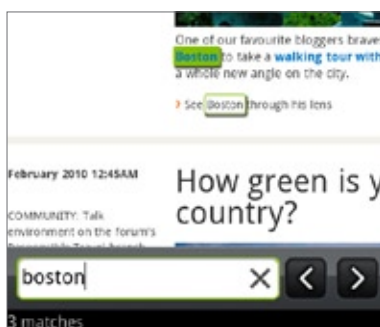 One of our favourite bloggers brave
Boston to take a walking tour with
a whole new angle on the city.
› See Boston through his lens
February 2010 12:45AM
How green is y
country?
COMMUNITY: Talk
environment on the forum's
boston
3 matches